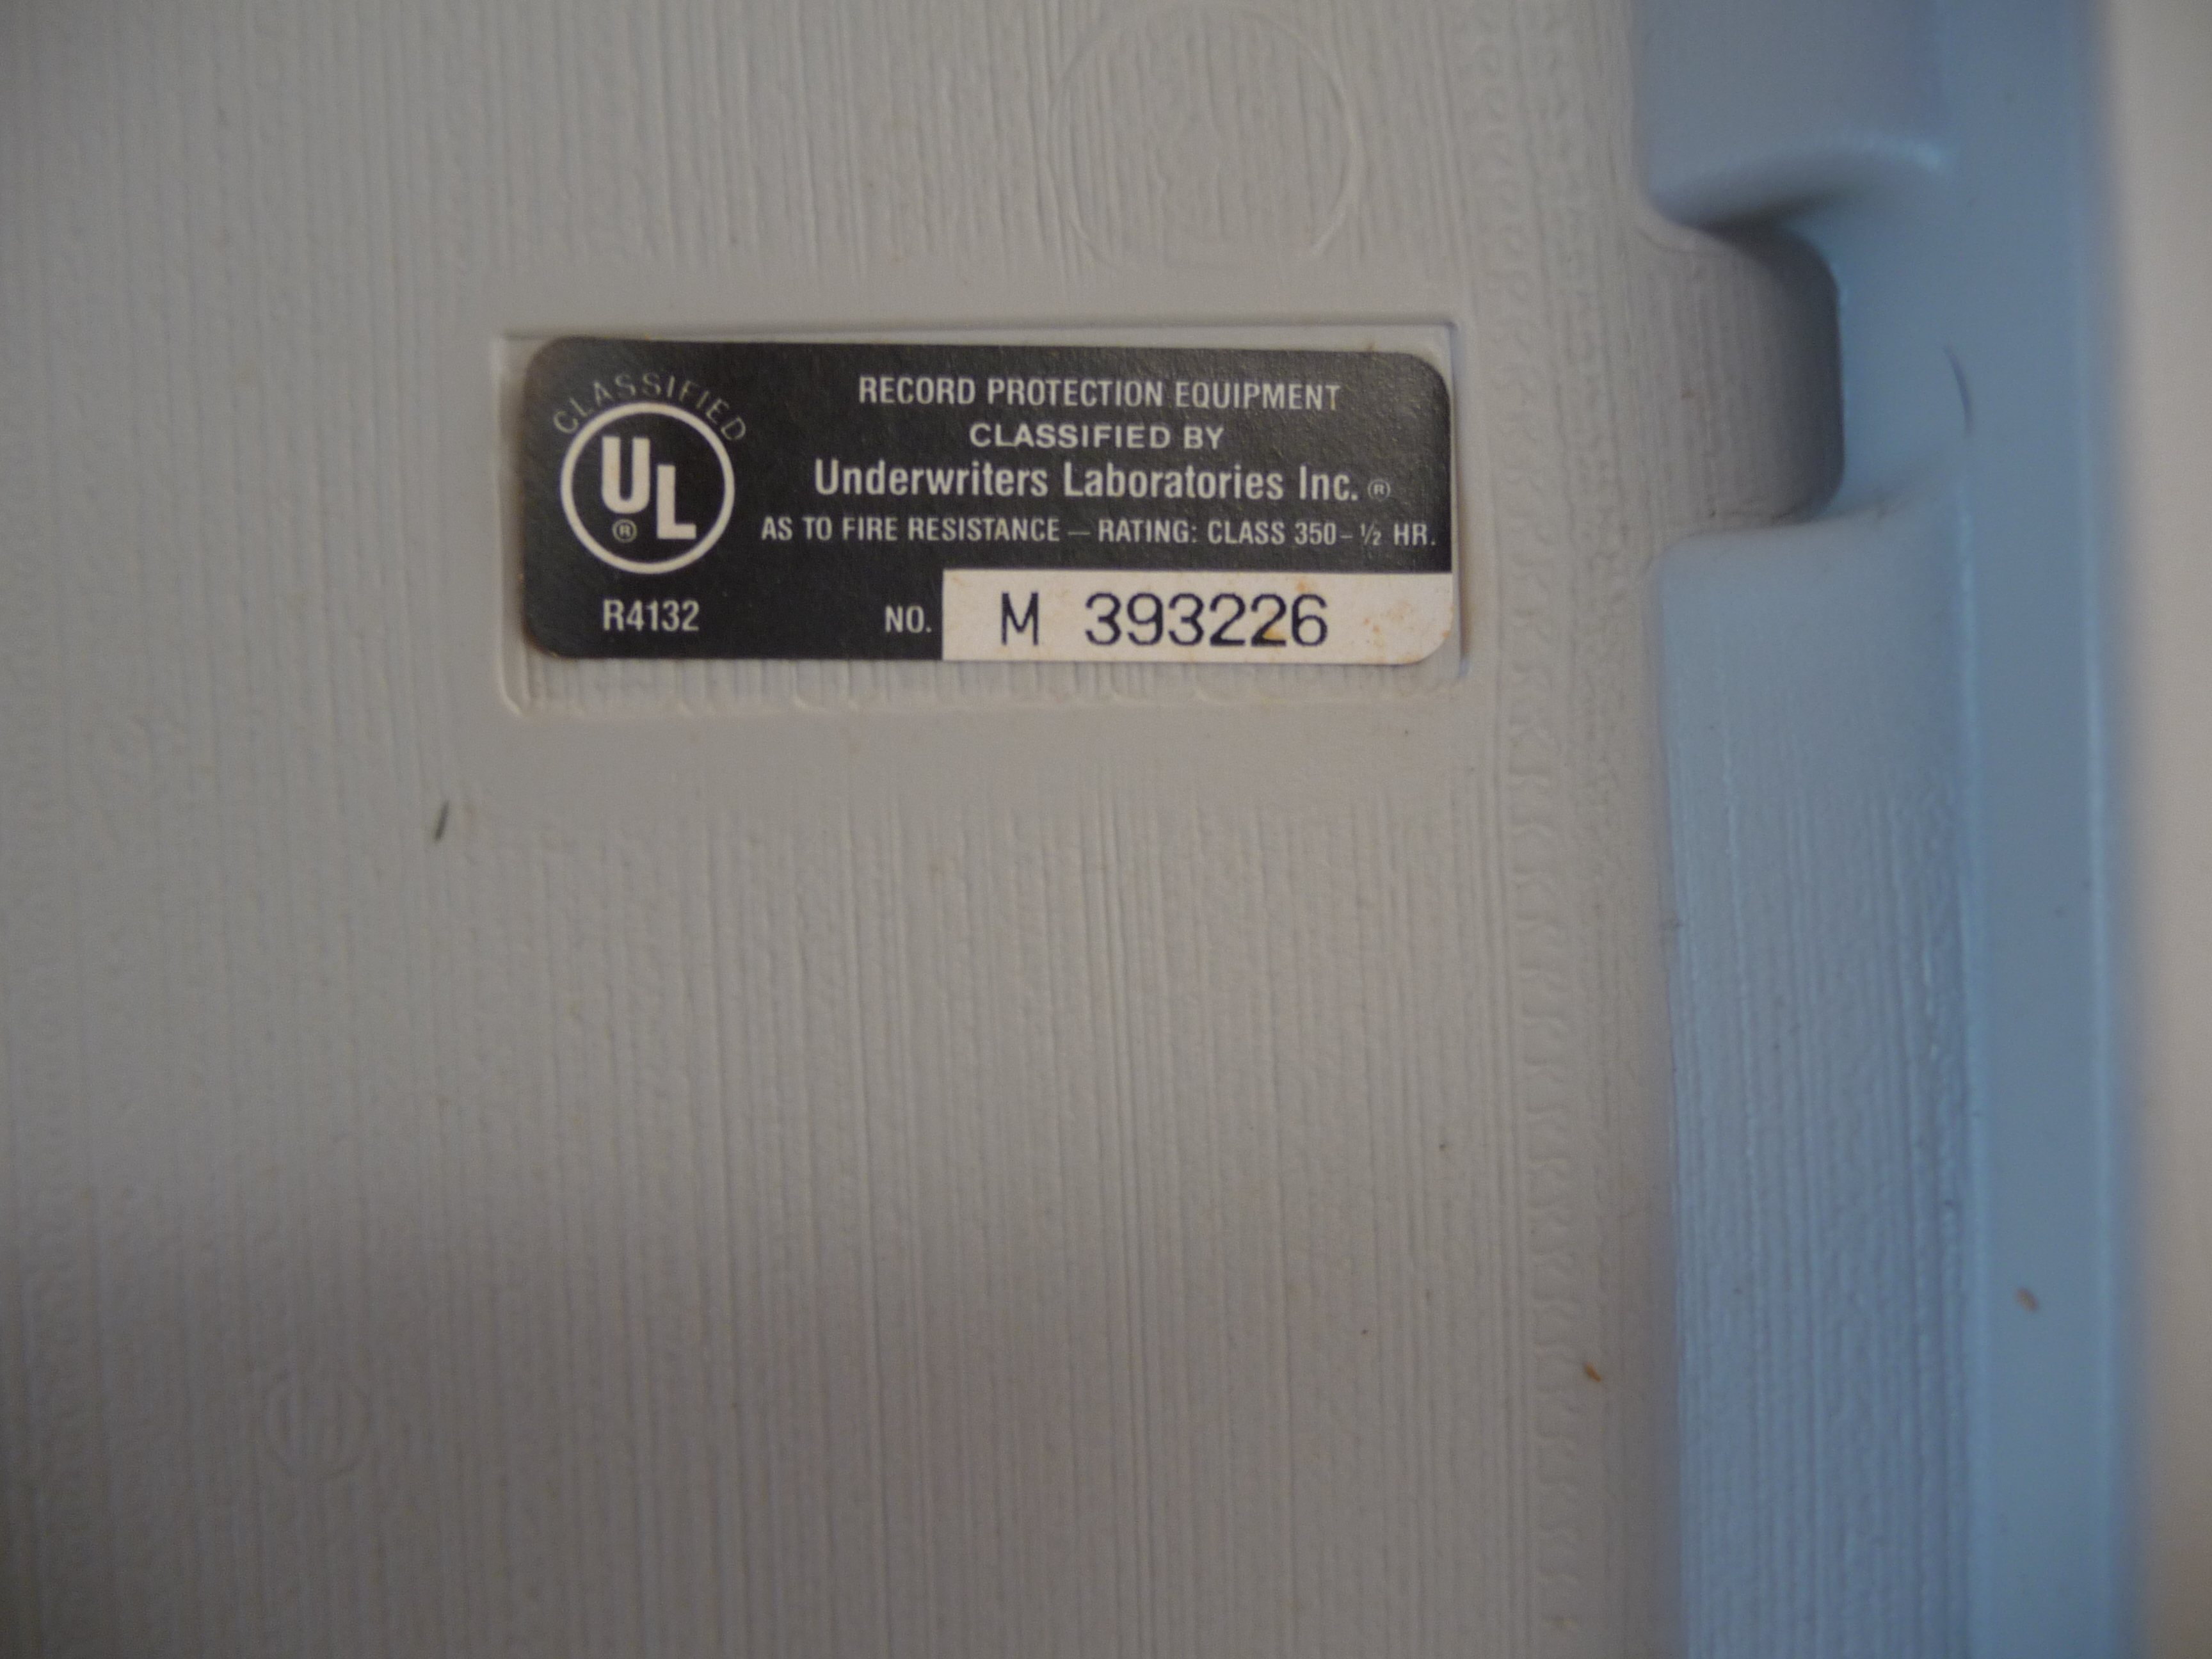 CLASSIFIED
UL ®
R4132
RECORD PROTECTION EQUIPMENT
CLASSIFIED BY
Underwriters Laboratories Inc. ®
AS TO FIRE RESISTANCE — RATING: CLASS 350 - ½ HR.
NO. M 393226